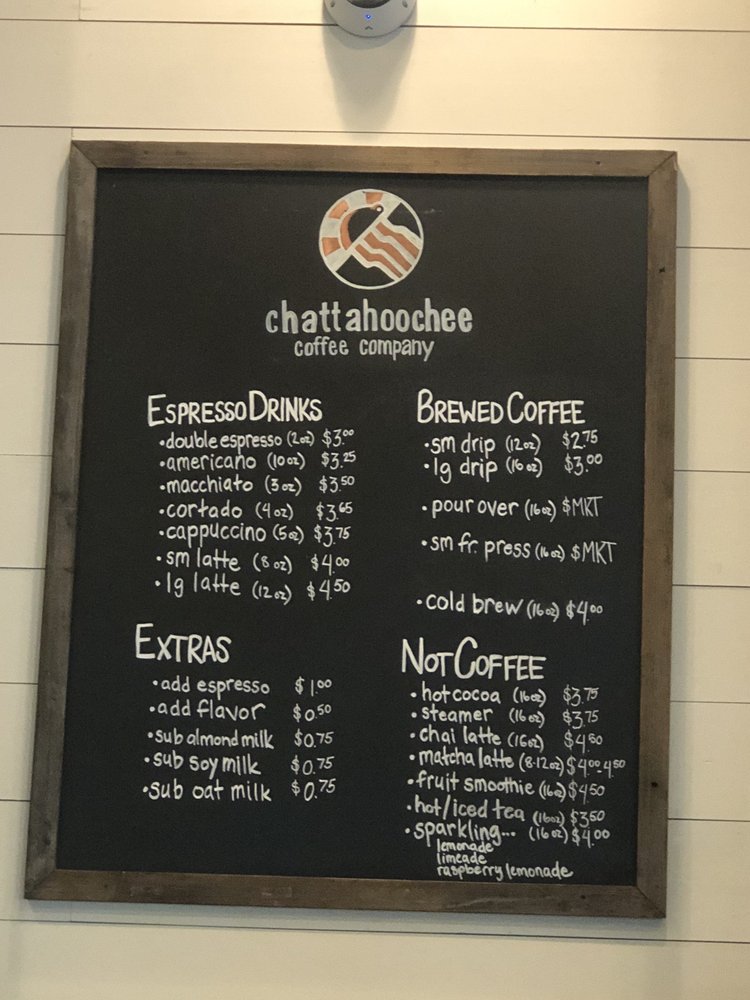 chattahoochee
coffee company
ESPRESSO DRINKS
•double espresso (2oz) $3.00
•americano (10oz) $3.25
•macchiato (3oz) $3.50
•cortado (4oz) $3.65
•cappuccino (5oz) $3.75
•sm latte (8oz) $4.00
•lg latte (12oz) $4.50
EXTRAS
•add espresso $1.00
•add flavor $0.50
•sub almond milk $0.75
•sub soy milk $0.75
•sub oat milk $0.75
BREWED COFFEE
•sm drip (12oz) $2.75
•lg drip (16oz) $3.00
•pour over (16oz) $MKT
•sm fr. press (16oz) $MKT
•cold brew (16oz) $4.00
NOT COFFEE
•hot cocoa (16oz) $3.75
•steamer (16oz) $3.75
•chai latte (16oz) $4.50
•matcha latte (8-12oz) $4.00-4.50
•fruit smoothie (16oz) $4.50
•hot/iced tea (16oz) $3.50
•sparkling... (16oz) $4.00
lemonade
limeade
raspberry lemonade